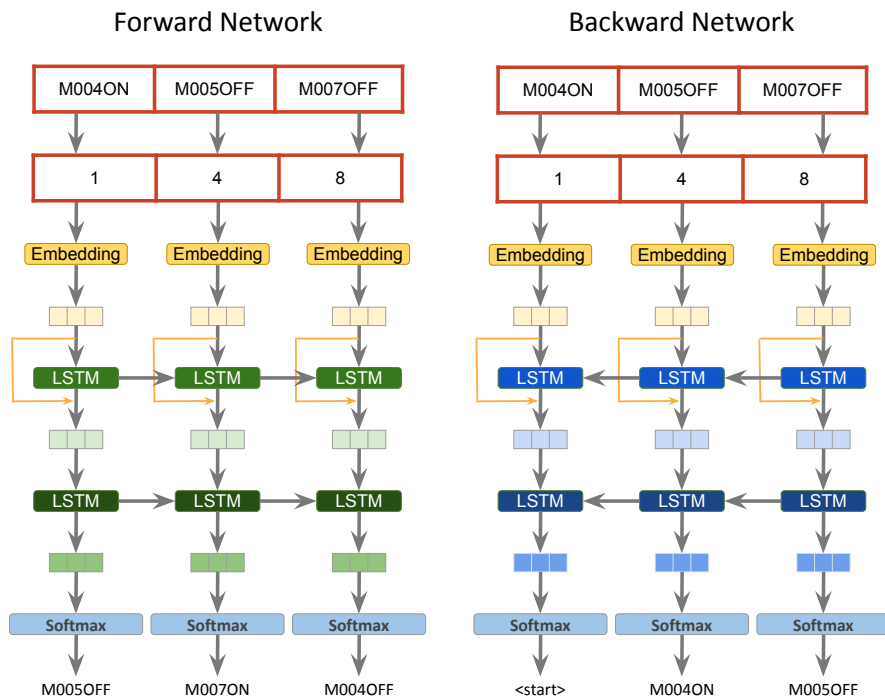 Forward Network
Backward Network
M004ON M005OFF M007OFF
M004ON M005OFF M007OFF
1 4 8
1 4 8
Embedding Embedding Embedding
Embedding Embedding Embedding
LSTM LSTM LSTM
LSTM LSTM LSTM
LSTM LSTM LSTM
LSTM LSTM LSTM
Softmax Softmax Softmax
Softmax Softmax Softmax
M005OFF M007ON M004OFF
<start> M004ON M005OFF